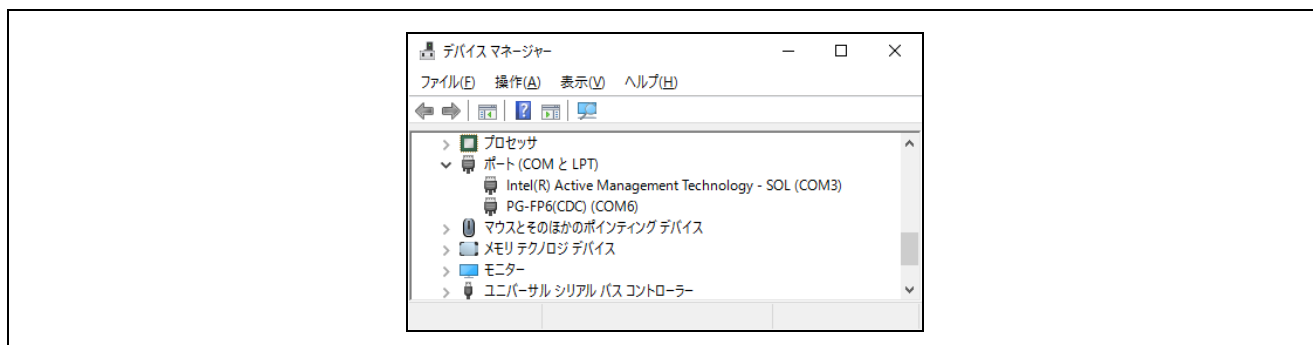 デバイス マネージャー
ファイル(F) 操作(A) 表示(V) ヘルプ(H)
プロセッサ
ポート (COM と LPT)
Intel(R) Active Management Technology - SOL (COM3)
PG-FP6(CDC) (COM6)
マウスとそのほかのポインティング デバイス
メモリ テクノロジ デバイス
モニター
ユニバーサル シリアル バス コントローラー